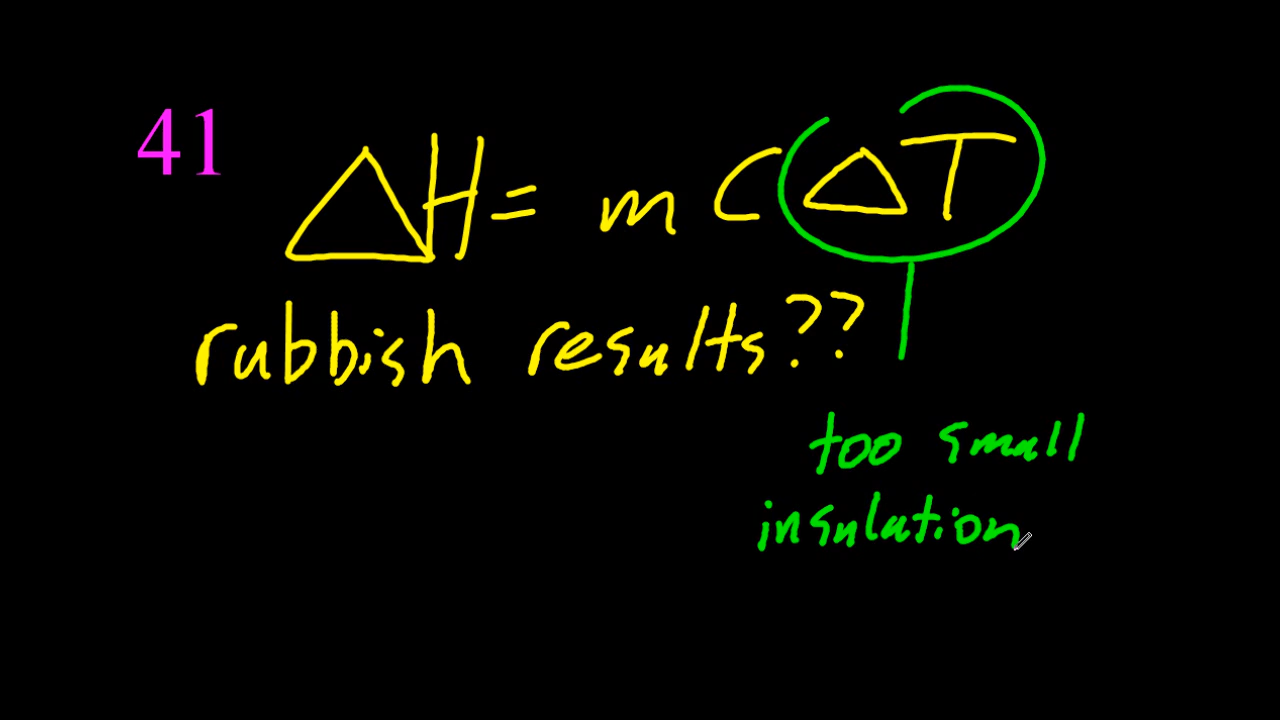 41
ΔH = mCΔT
rubbish results??
too small
insulation